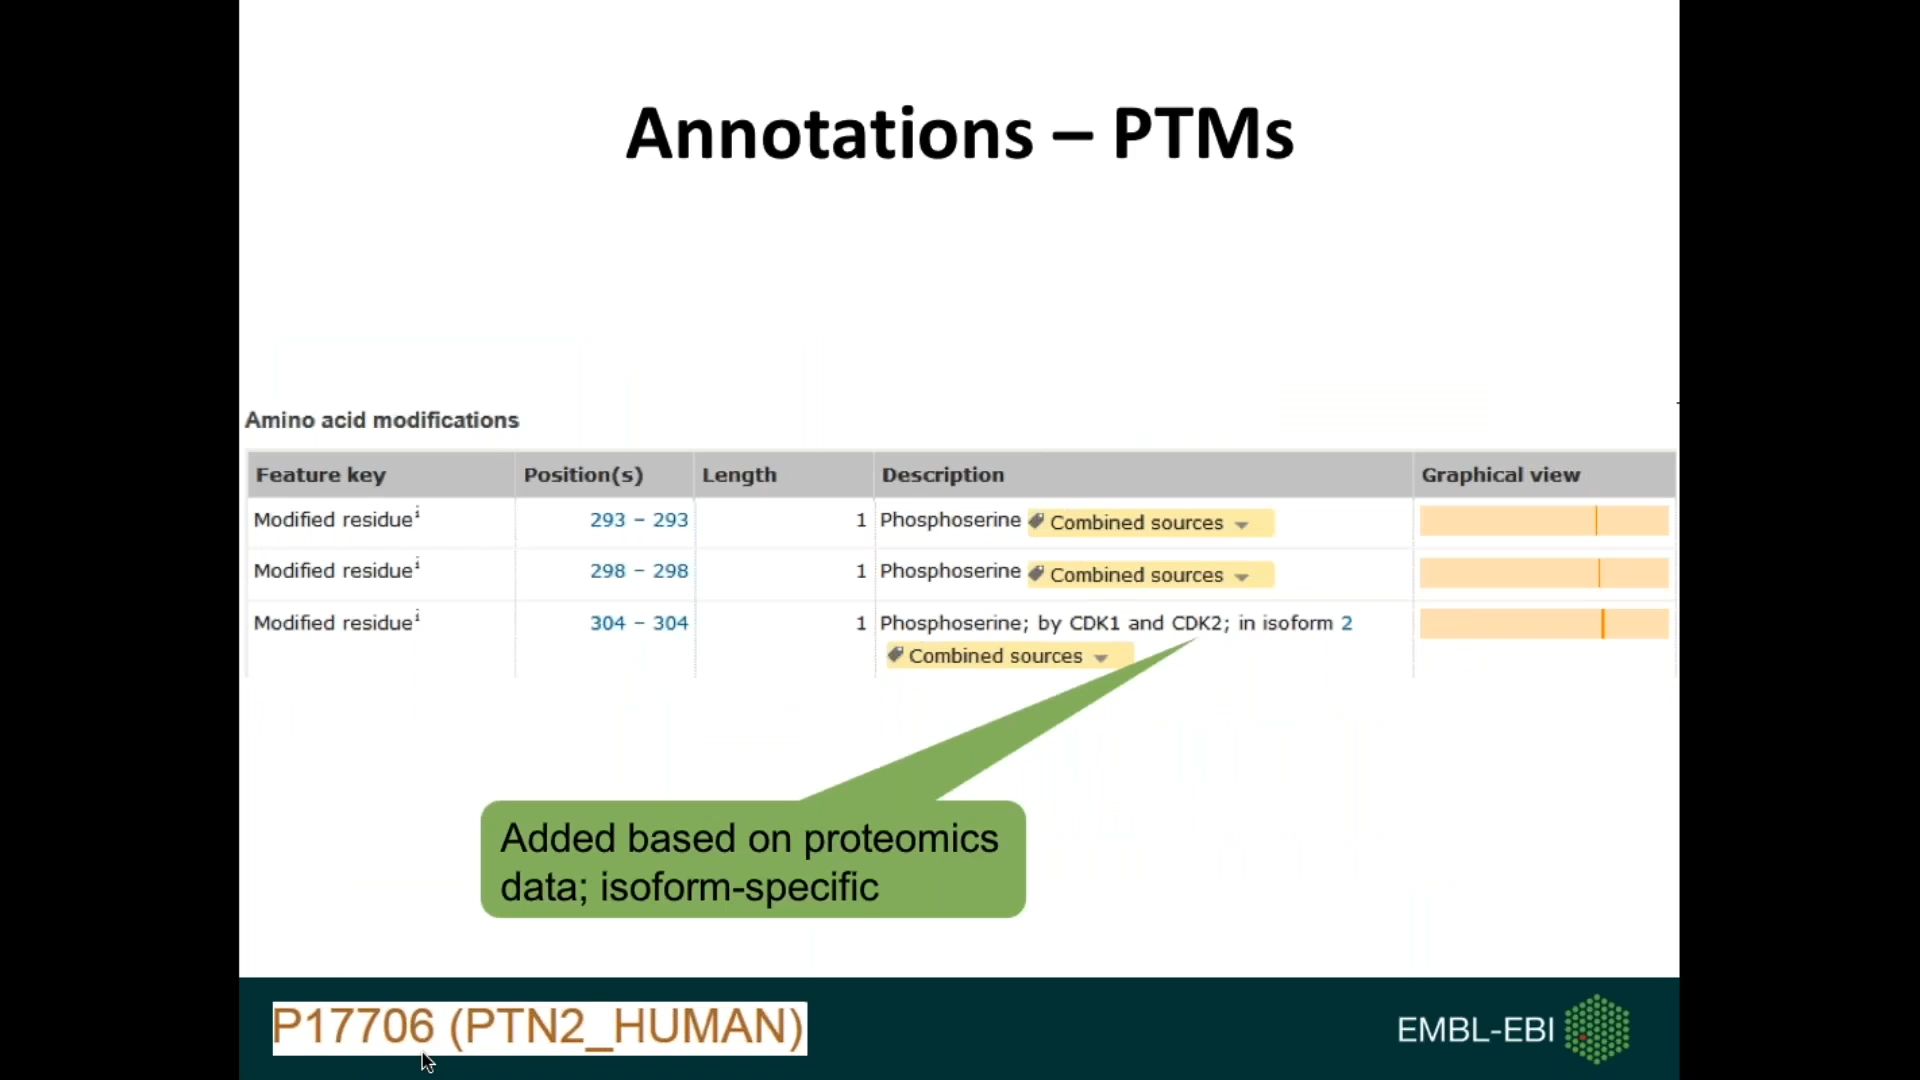 Annotations – PTMs
Amino acid modifications
Feature key Position(s) Length Description Graphical view
Modified residue i 293 – 293 1 Phosphoserine Combined sources
Modified residue i 298 – 298 1 Phosphoserine Combined sources
Modified residue i 304 – 304 1 Phosphoserine; by CDK1 and CDK2; in isoform 2
Combined sources
Added based on proteomics
data; isoform-specific
P17706 (PTN2_HUMAN)
EMBL-EBI